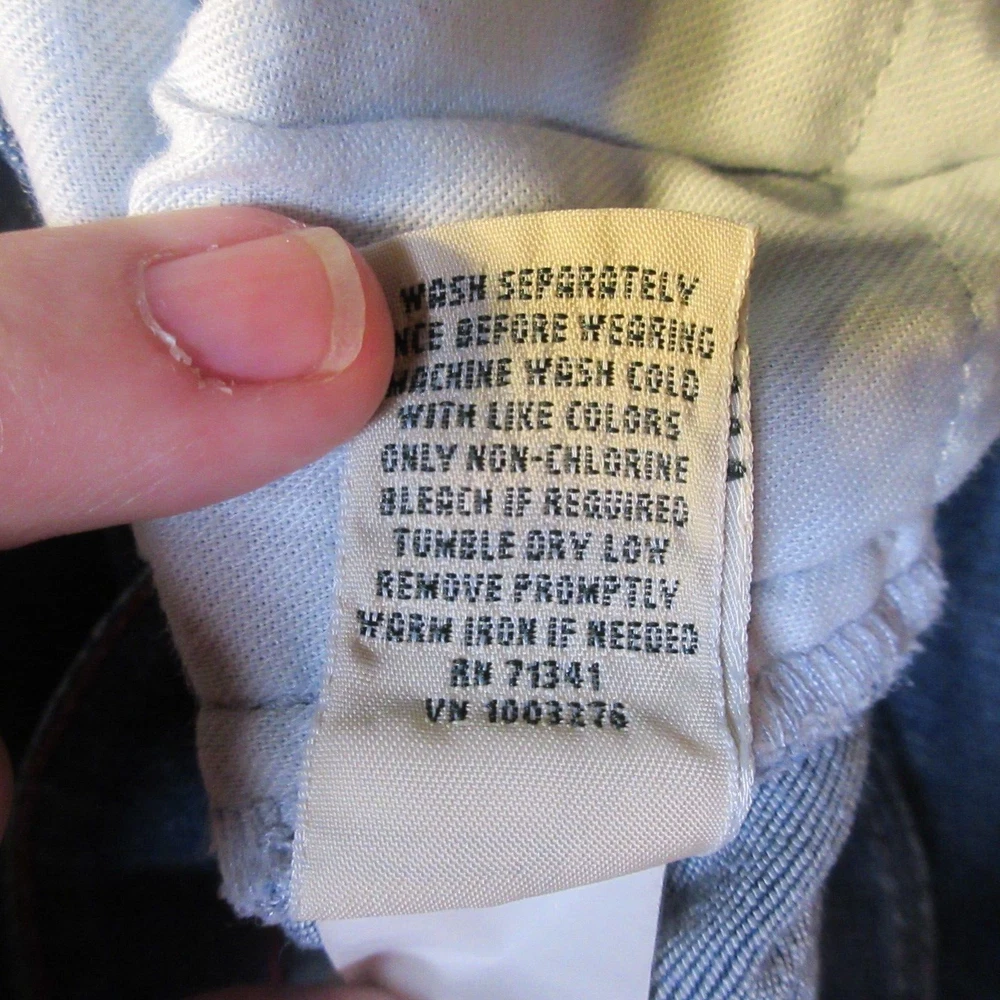 WASH SEPARATELY
NCE BEFORE WEARING
MACHINE WASH COLD
WITH LIKE COLORS
ONLY NON-CHLORINE
BLEACH IF REQUIRED
TUMBLE DRY LOW
REMOVE PROMPTLY
WARM IRON IF NEEDED
RN 71341
VN 1003276